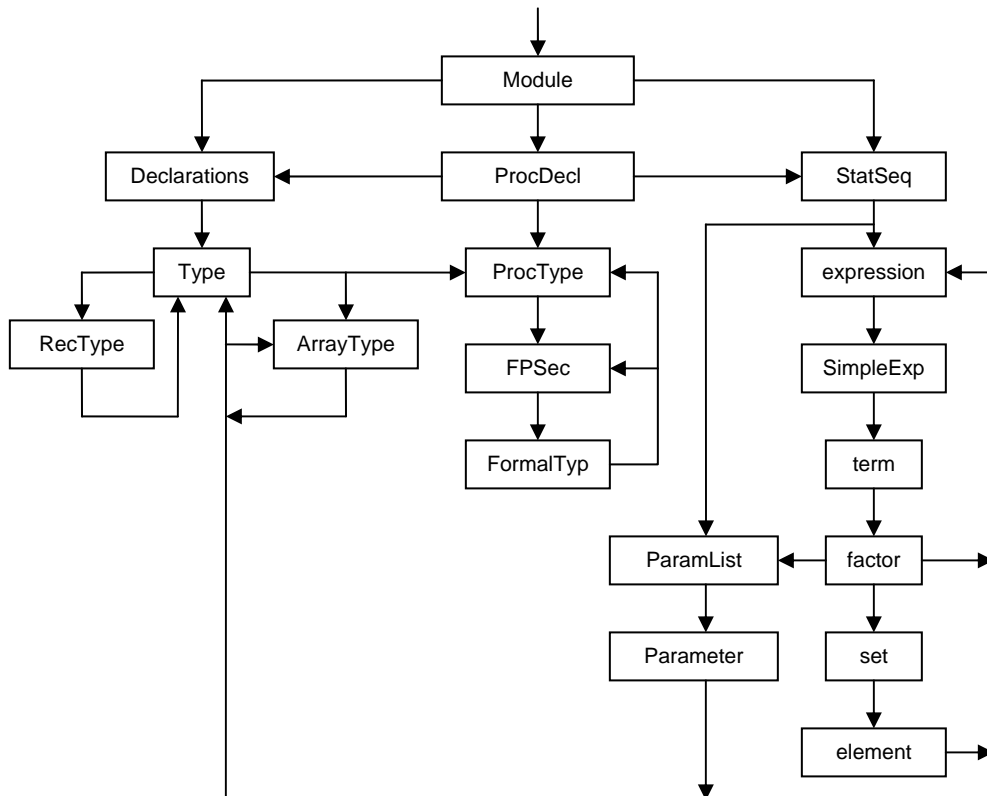 Module
Declarations
ProcDecl
StatSeq
Type
ProcType
expression
RecType
ArrayType
FPSec
SimpleExp
FormalTyp
term
ParamList
factor
Parameter
set
element